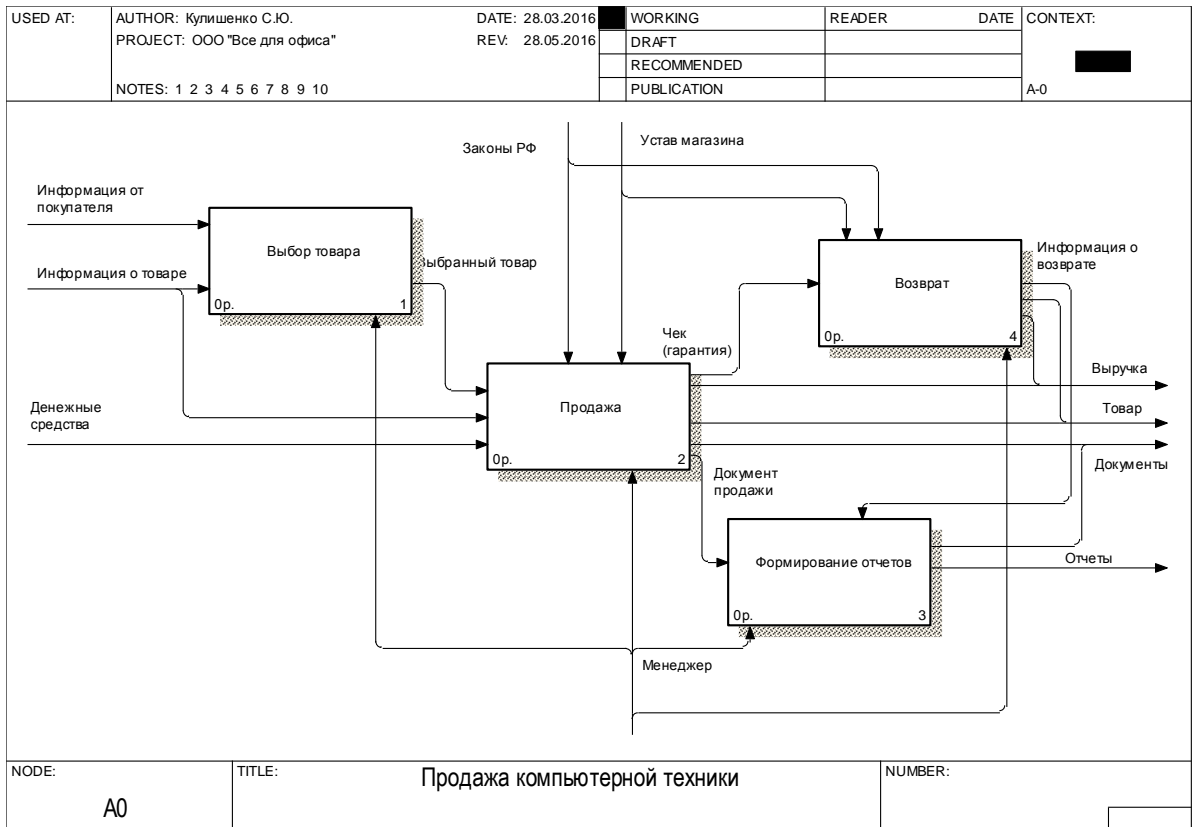 USED AT:
AUTHOR: Кулишенко С.Ю.
DATE: 28.03.2016
WORKING
READER
DATE
CONTEXT:
PROJECT: ООО "Все для офиса"
REV: 28.05.2016
DRAFT
RECOMMENDED
NOTES: 1 2 3 4 5 6 7 8 9 10
PUBLICATION
A-0
Законы РФ
Устав магазина
Информация от
покупателя
Выбор товара
0р.
1
ыбранный товар
Информация о товаре
Информация о
возврате
Возврат
0р.
4
Чек
(гарантия)
Выручка
Денежные
средства
Продажа
0р.
2
Товар
Документы
Документ
продажи
Формирование отчетов
0р.
3
Отчеты
Менеджер
NODE:
A0
TITLE:
Продажа компьютерной техники
NUMBER: